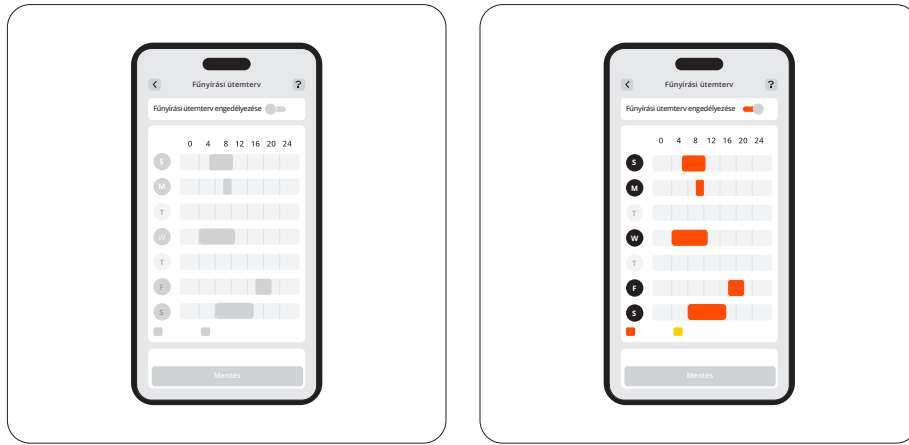 Fűnyírási ütemterv ?
Fűnyírási ütemterv engedélyezése
0 4 8 12 16 20 24
S
M
T
W
T
F
S
Mentés
Fűnyírási ütemterv ?
Fűnyírási ütemterv engedélyezése
0 4 8 12 16 20 24
S
M
T
W
T
F
S
Mentés